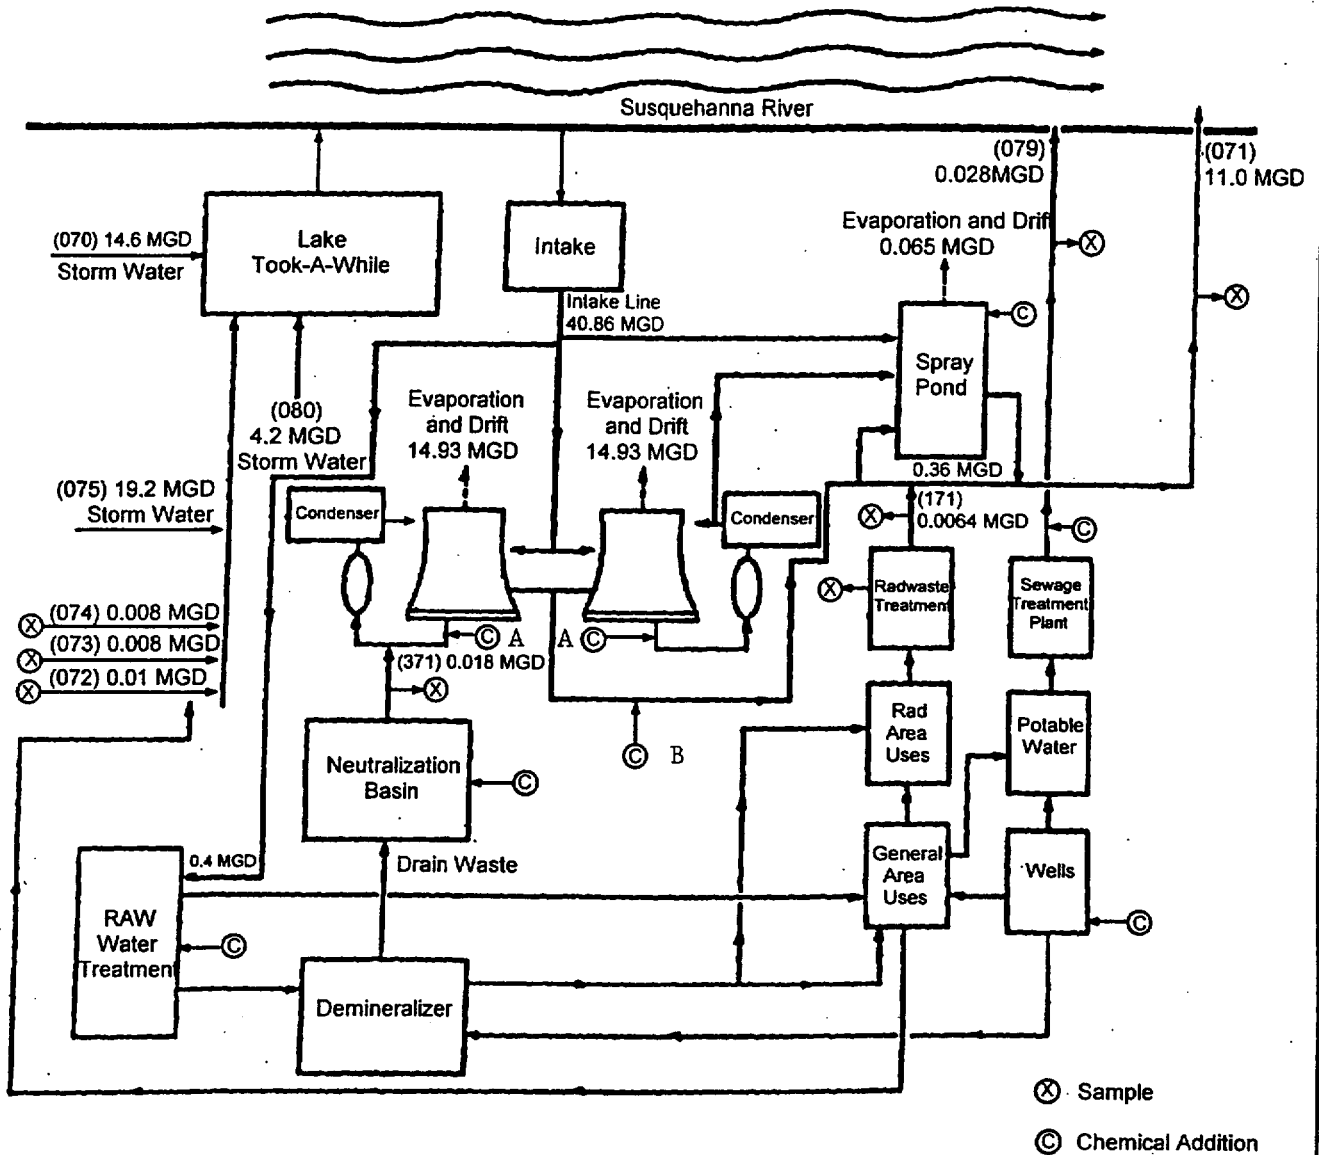 Susquehanna River
(079)
0.028MGD
(071)
11.0 MGD
Lake
Took-A-While
(070) 14.6 MGD
Storm Water
Intake
Intake Line
40.86 MGD
Evaporation and Drift
0.065 MGD
X
X
C
Spray
Pond
(080)
4.2 MGD
Storm Water
Evaporation
and Drift
14.93 MGD
Evaporation
and Drift
14.93 MGD
0.36 MGD
(075) 19.2 MGD
Storm Water
Condenser
Condenser
(171)
0.0064 MGD
X
C
Radwaste
Treatment
X
Sewage
Treatment
Plant
X (074) 0.008 MGD
X (073) 0.008 MGD
X (072) 0.01 MGD
C A
A C
(371) 0.018 MGD
X
Rad
Area
Uses
Potable
Water
C B
Neutralization
Basin
C
0.4 MGD
Drain Waste
General
Area
Uses
Wells
C
RAW
Water
Treatment
C
Demineralizer
X Sample
C Chemical Addition